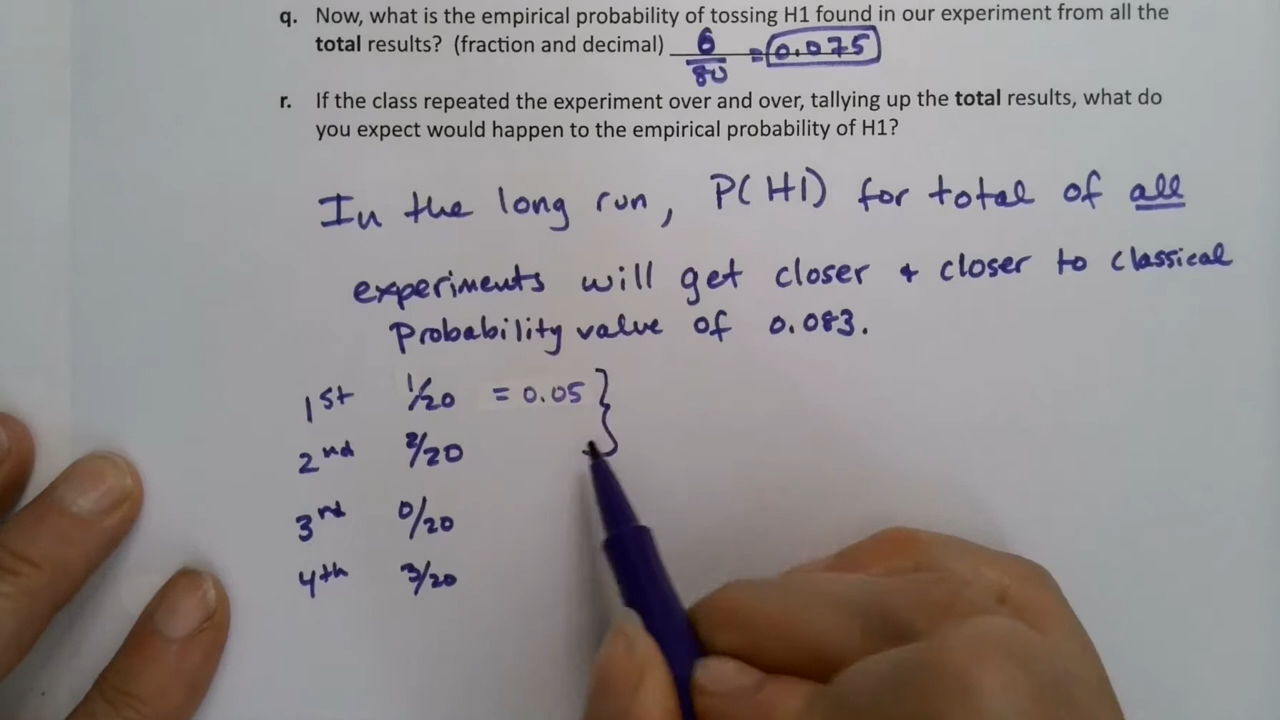 q. Now, what is the empirical probability of tossing H1 found in our experiment from all the
total results? (fraction and decimal) 6/80 = 0.075
r. If the class repeated the experiment over and over, tallying up the total results, what do
you expect would happen to the empirical probability of H1?
In the long run, P(H1) for total of all
experiments will get closer + closer to classical
Probability value of 0.083.
1st 1/20 = 0.05 }
2nd 2/20
3rd 0/20
4th 3/20